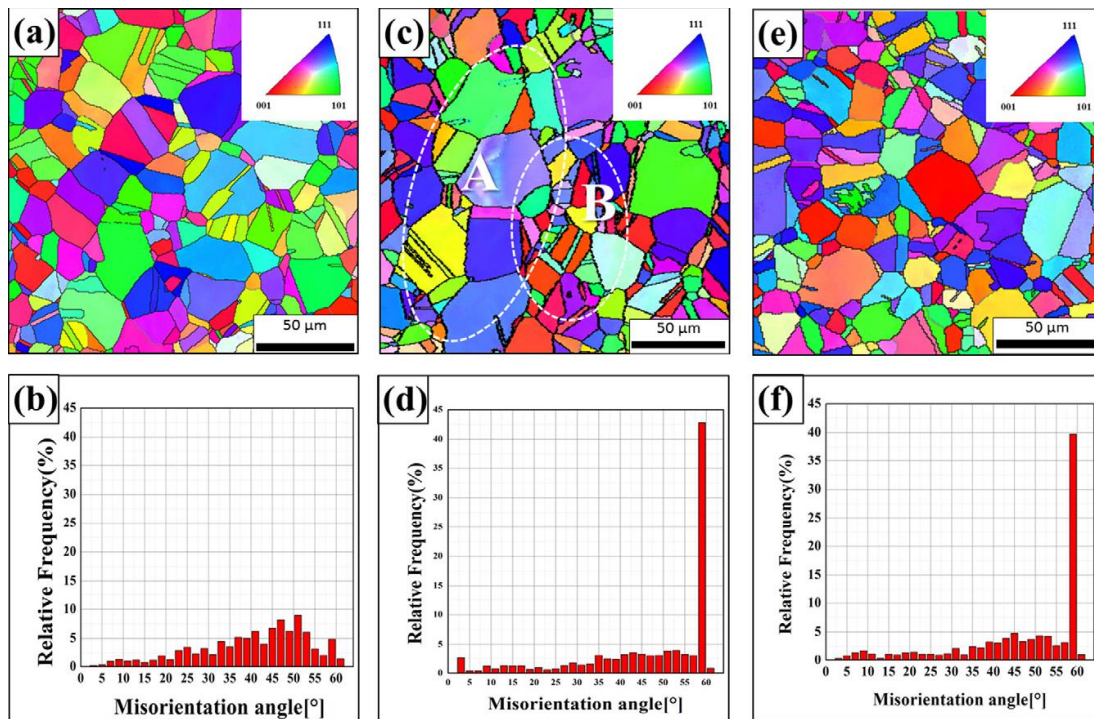 (a)
111
001
101
50 µm
(c)
111
001
101
A
B
50 µm
(e)
111
001
101
50 µm
(b)
45
40
35
30
25
20
15
10
5
0
0 5 10 15 20 25 30 35 40 45 50 55 60
Relative Frequency(%)
Misorientation angle[°]
(d)
45
40
35
30
25
20
15
10
5
0
0 5 10 15 20 25 30 35 40 45 50 55 60
Relative Frequency(%)
Misorientation angle[°]
(f)
45
40
35
30
25
20
15
10
5
0
0 5 10 15 20 25 30 35 40 45 50 55 60
Relative Frequency(%)
Misorientation angle[°]